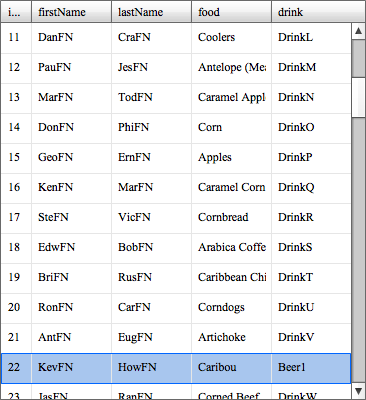 i... firstName lastName food drink
11 DanFN CraFN Coolers DrinkL
12 PauFN JesFN Antelope (Mea DrinkM
13 MarFN TodFN Caramel Appl DrinkN
14 DonFN PhiFN Corn DrinkO
15 GeoFN ErnFN Apples DrinkP
16 KenFN MarFN Caramel Corn DrinkQ
17 SteFN VicFN Cornbread DrinkR
18 EdwFN BobFN Arabica Coffe DrinkS
19 BriFN RusFN Caribbean Chi DrinkT
20 RonFN CarFN Corndogs DrinkU
21 AntFN EugFN Artichoke DrinkV
22 KevFN HowFN Caribou Beer1
23 JasFN RanFN Corned Beef DrinkW